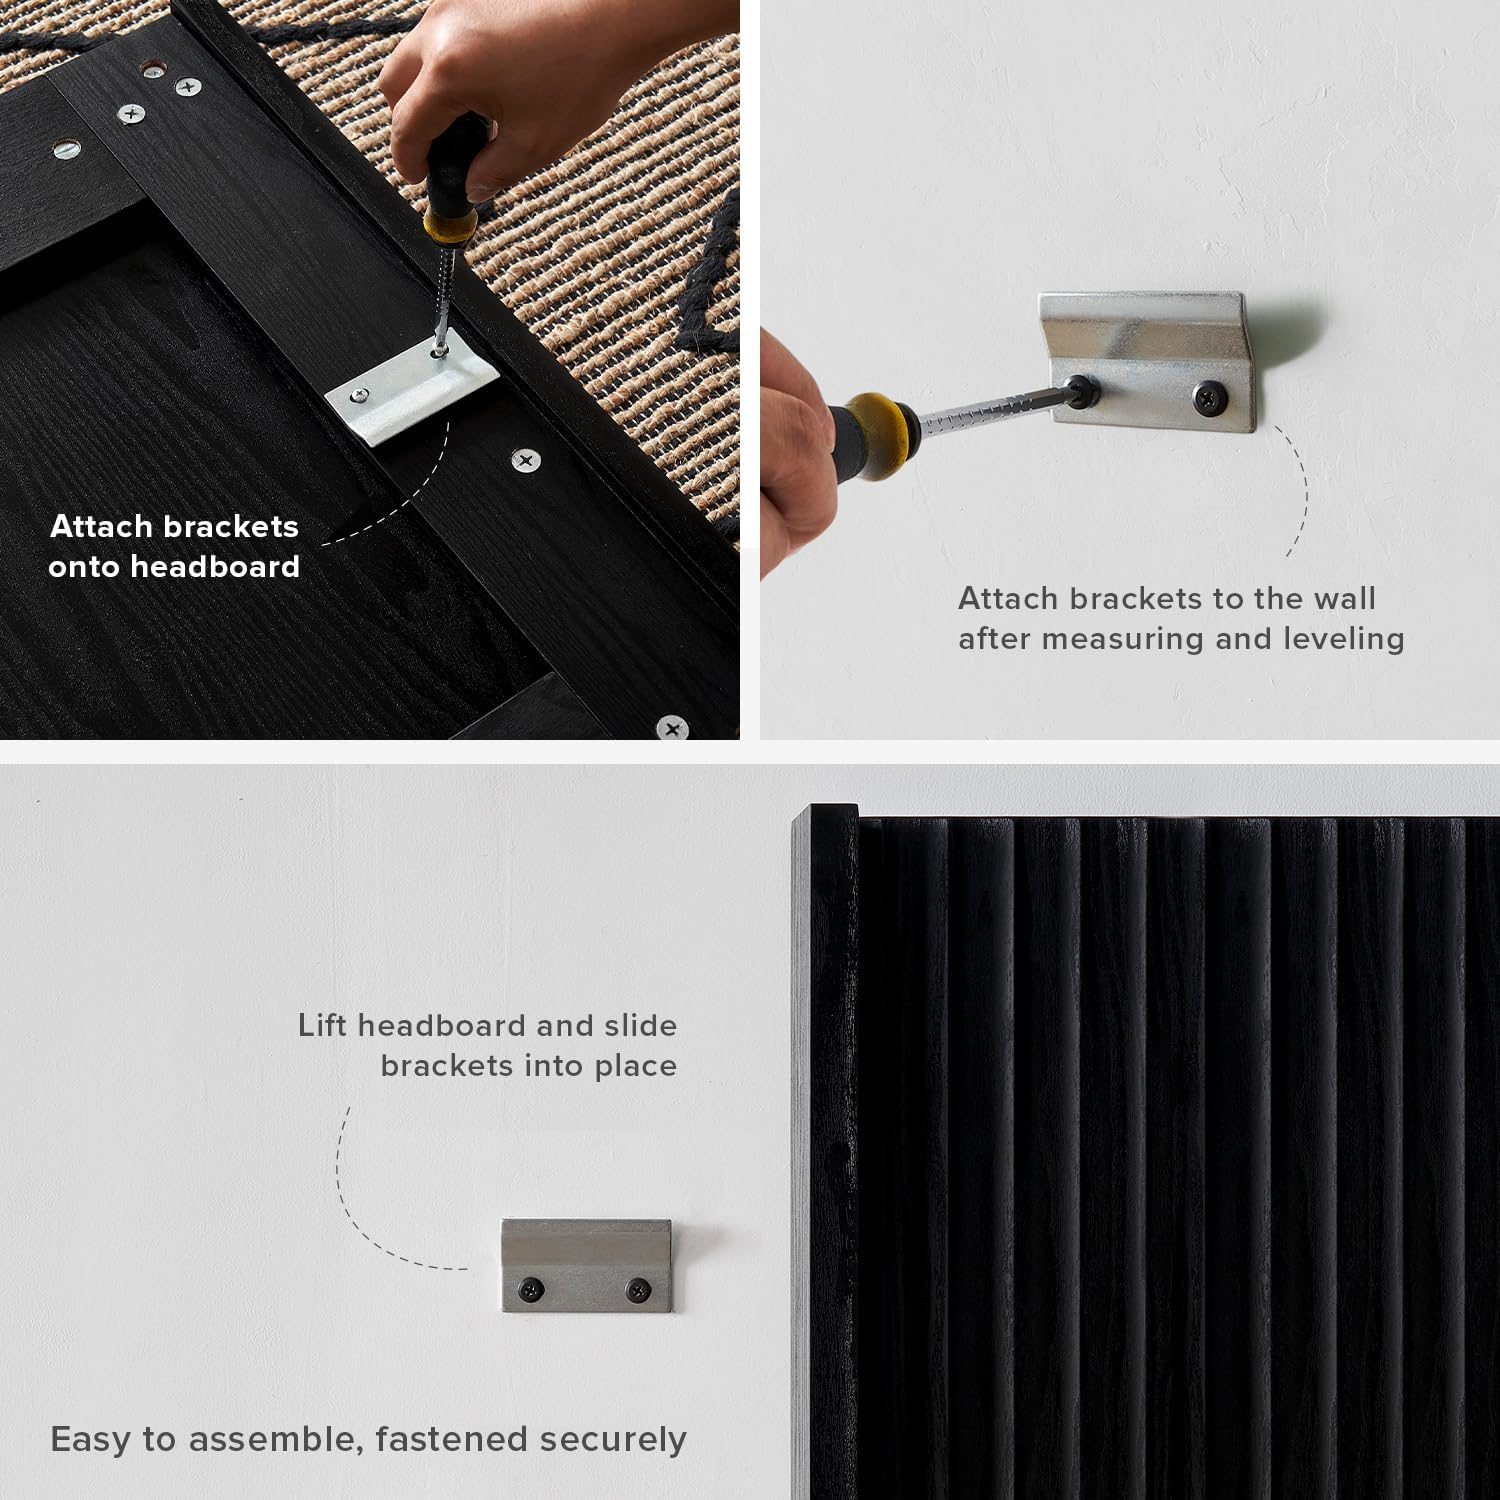 Attach brackets
onto headboard
Attach brackets to the wall
after measuring and leveling
Lift headboard and slide
brackets into place
Easy to assemble, fastened securely